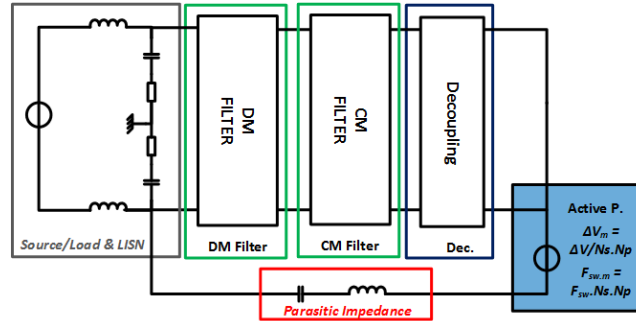 DM
FILTER
CM
FILTER
Decoupling
Source/Load & LISN
DM Filter
CM Filter
Dec.
Active P.
ΔVm =
ΔV/Ns.Np
Fsw.m =
Fsw.Ns.Np
Parasitic Impedance